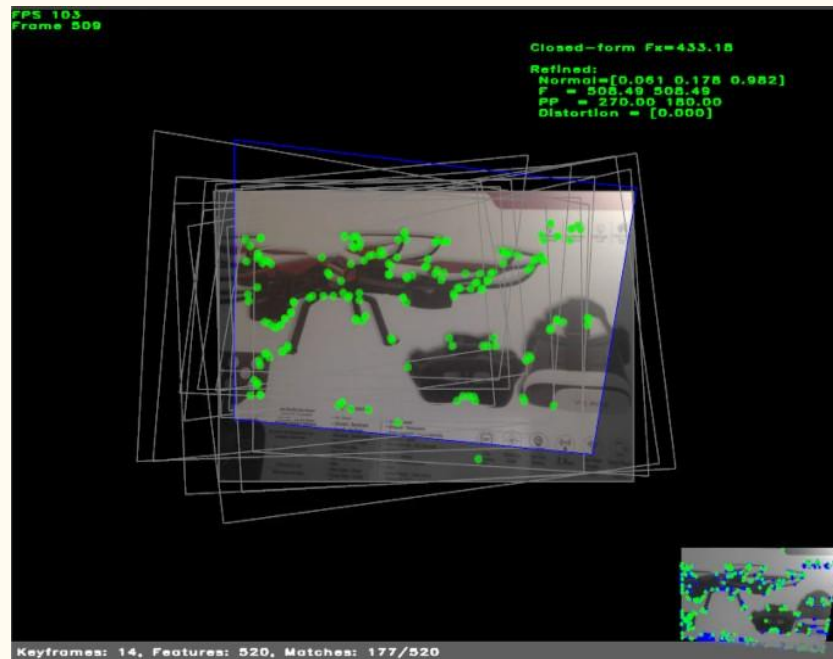 FPS 103
Frame 509
Closed-form Fx=433.18
Refined:
Normal=[0.061 0.178 0.982]
F = 508.49 508.49
PP = 270.00 180.00
Distortion = [0.000]
Keyframes: 14, Features: 520, Matches: 177/520